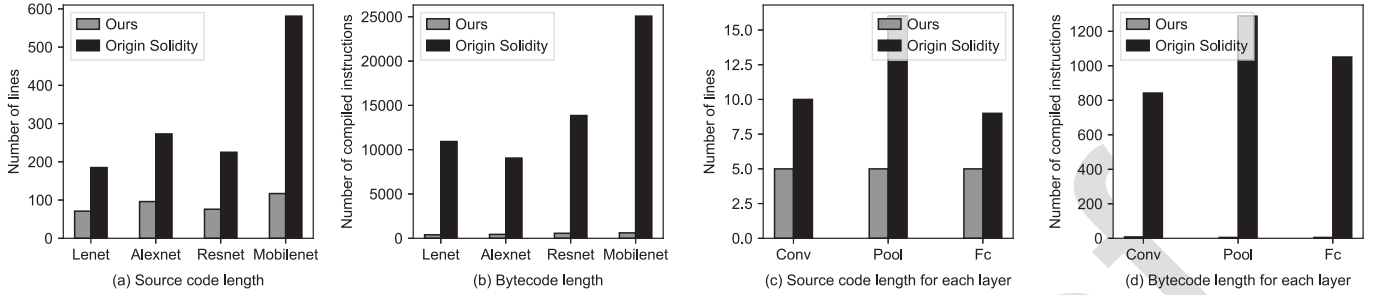 Number of lines
600
500
400
300
200
100
0
Ours
Origin Solidity
Lenet
Alexnet
Resnet
Mobilenet
(a) Source code length
Number of compiled instructions
25000
20000
15000
10000
5000
0
Ours
Origin Solidity
Lenet
Alexnet
Resnet
Mobilenet
(b) Bytecode length
Number of lines
15.0
12.5
10.0
7.5
5.0
2.5
0.0
Ours
Origin Solidity
Conv
Pool
Fc
(c) Source code length for each layer
Number of compiled instructions
1200
1000
800
600
400
200
0
Ours
Origin Solidity
Conv
Pool
Fc
(d) Bytecode length for each layer